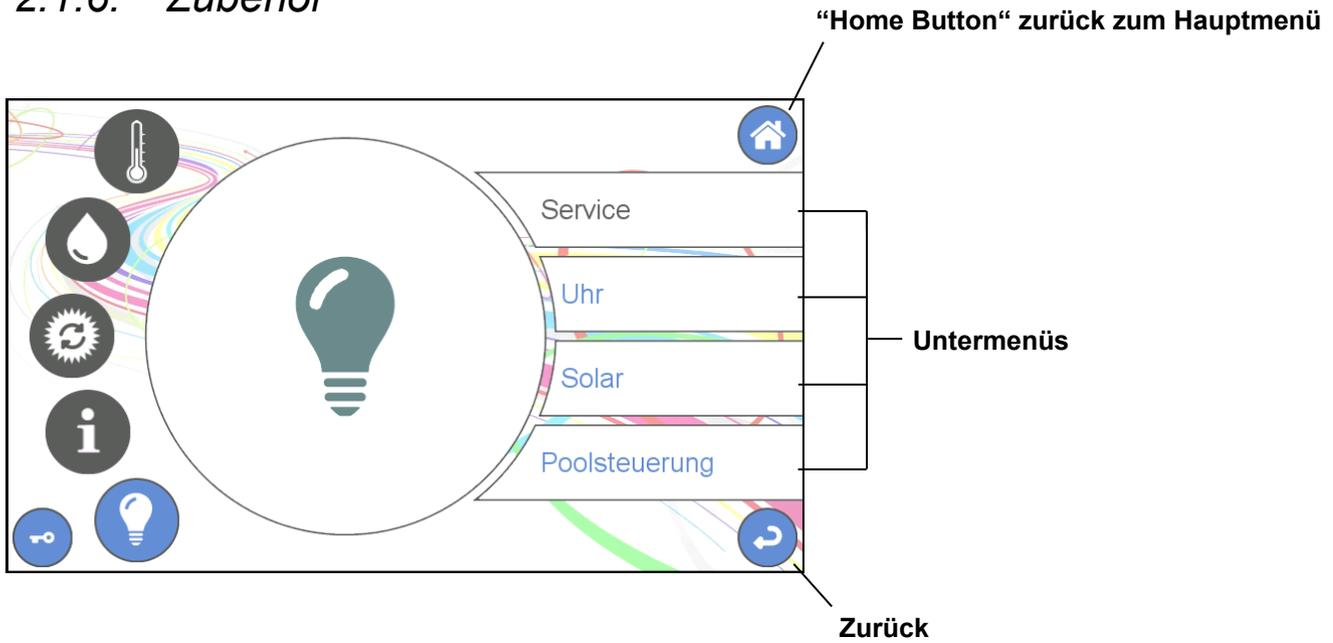 2.1.6. Zubehör
“Home Button“ zurück zum Hauptmenü
Service
Uhr
Solar
Untermenüs
Poolsteuerung
Zurück